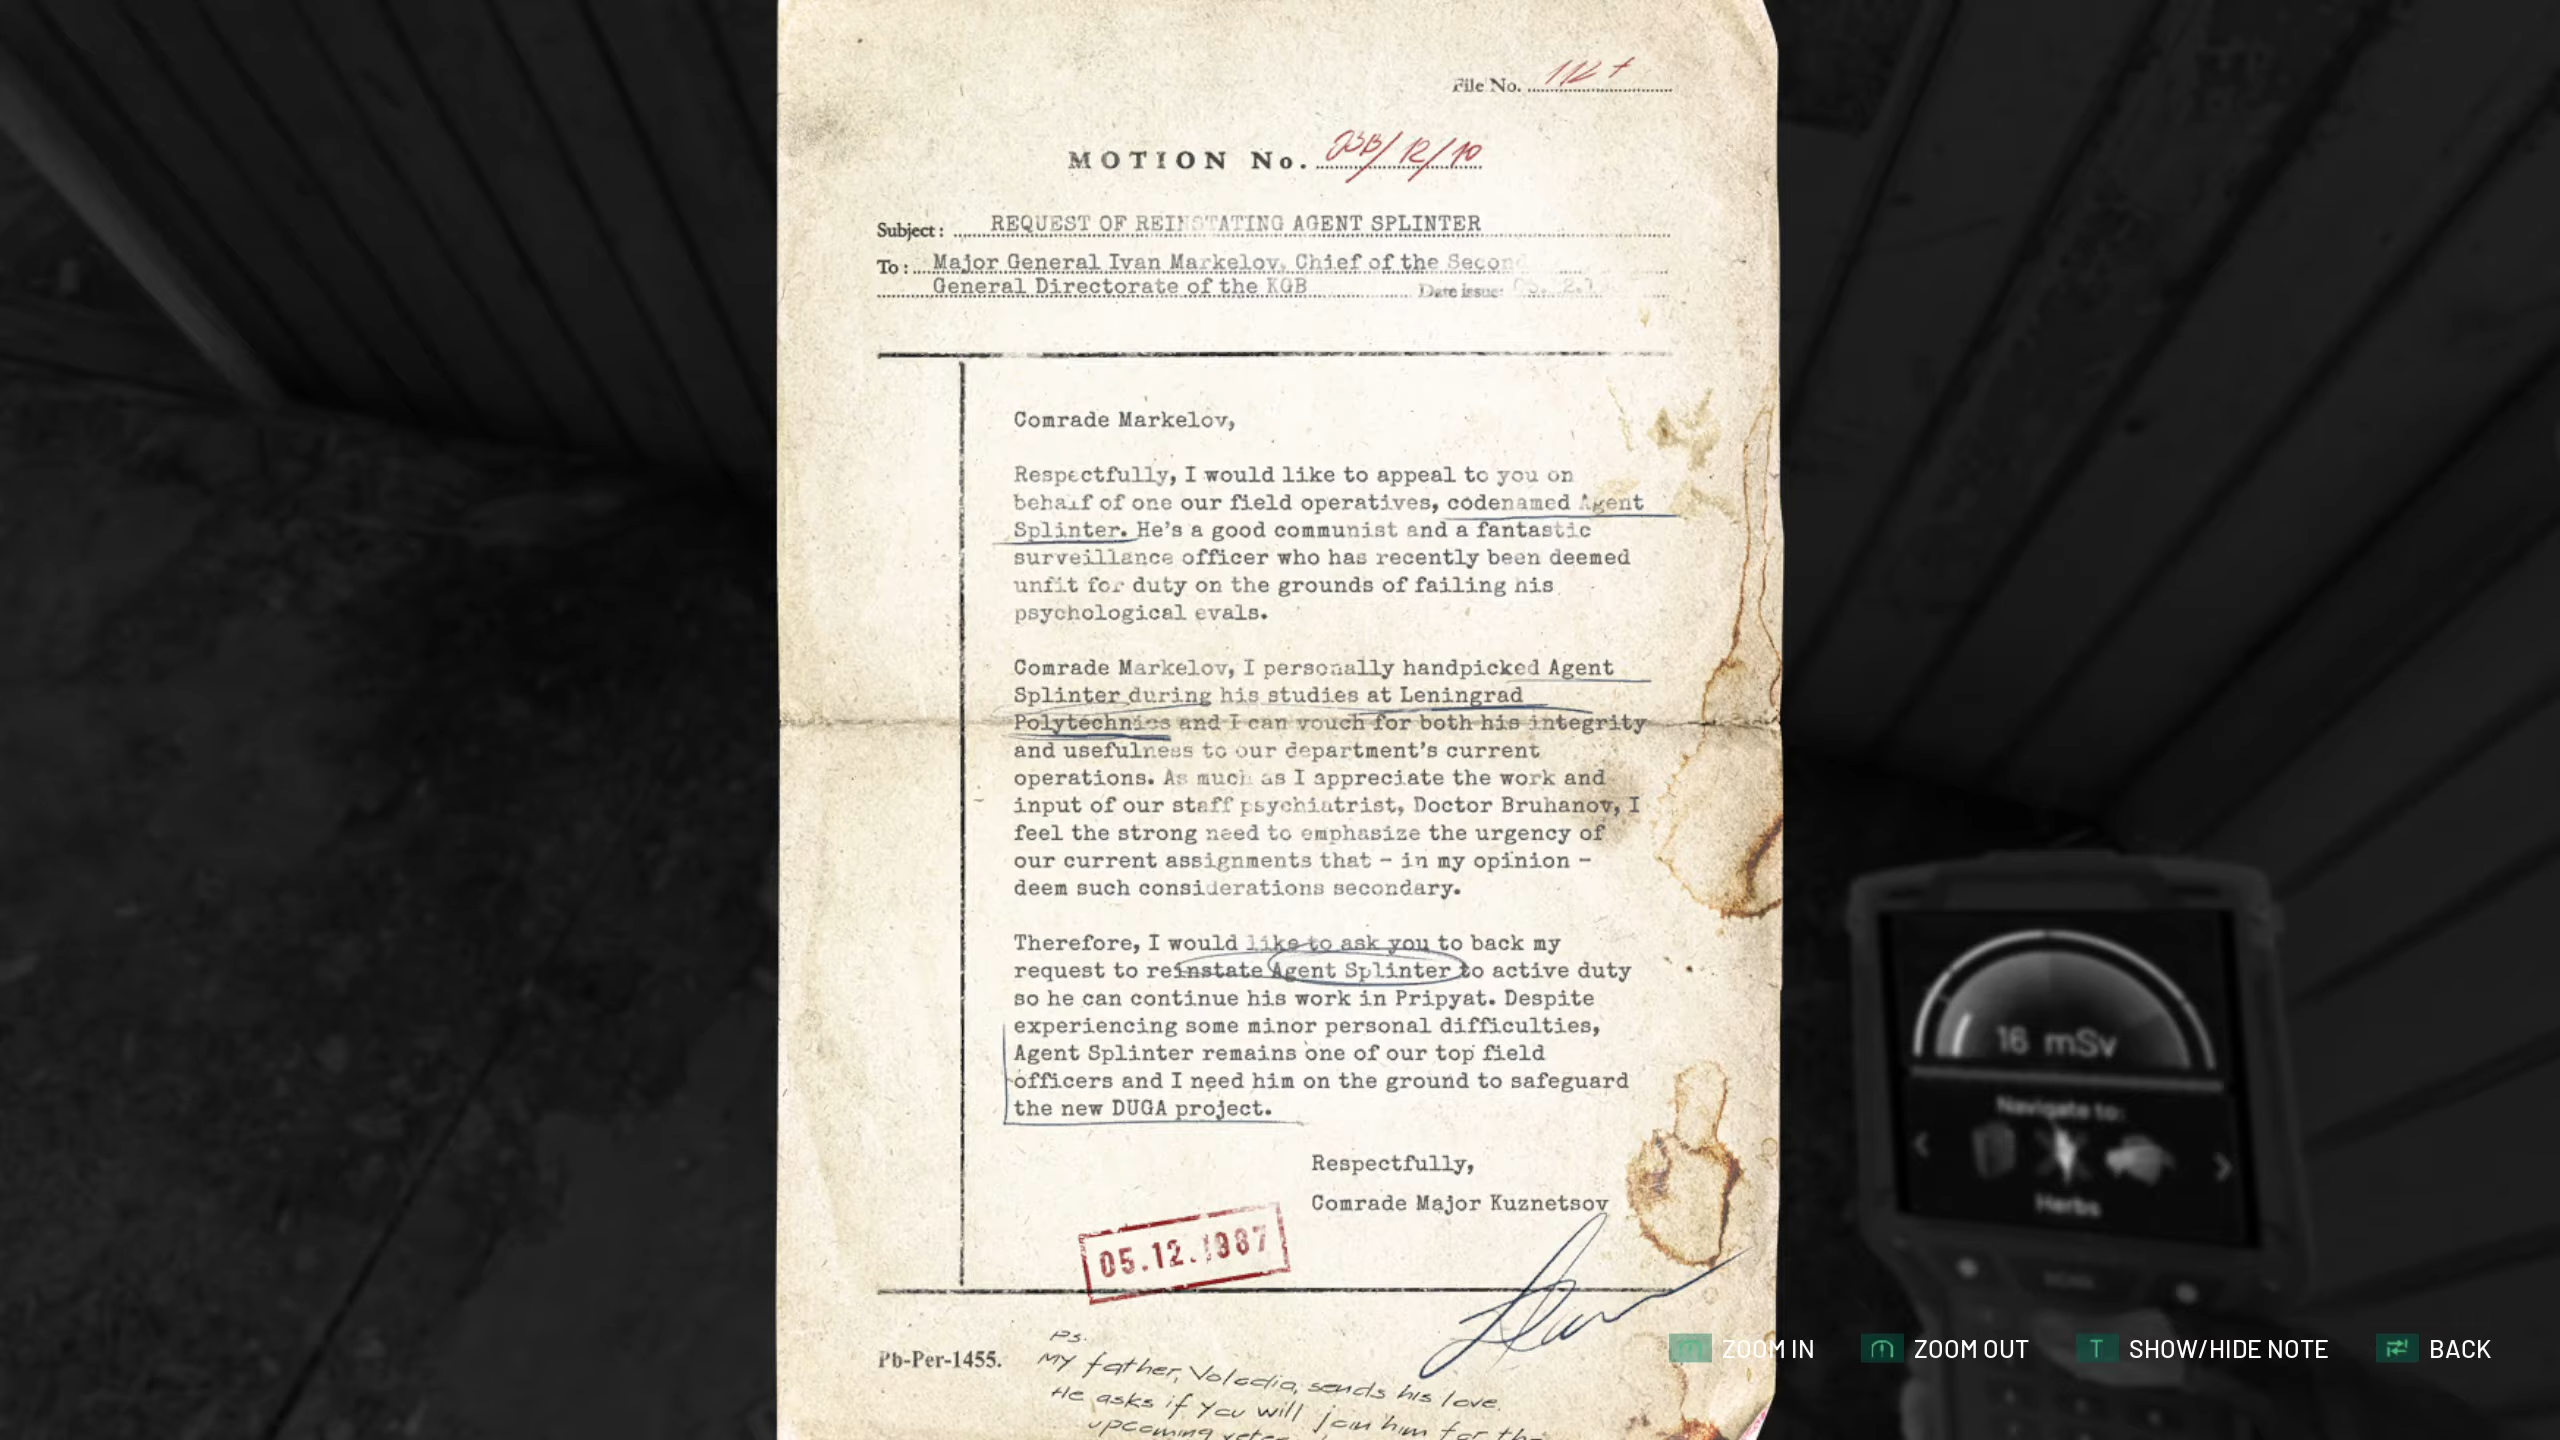 File No. 112 +
MOTION No. 03B/12/10
Subject: REQUEST OF REINSTATING AGENT SPLINTER
To: Major General Ivan Markelov, Chief of the Second
General Directorate of the KGB Date issue:
Comrade Markelov,
Respectfully, I would like to appeal to you on
behalf of one our field operatives, codenamed Agent
Splinter. He's a good communist and a fantastic
surveillance officer who has recently been deemed
unfit for duty on the grounds of failing his
psychological evals.
Comrade Markelov, I personally handpicked Agent
Splinter during his studies at Leningrad
Polytechnics and I can vouch for both his integrity
and usefulness to our department's current
operations. As much as I appreciate the work and
input of our staff psychiatrist, Doctor Bruhanov, I
feel the strong need to emphasize the urgency of
our current assignments that - in my opinion -
deem such considerations secondary.
Therefore, I would like to ask you to back my
request to reinstate Agent Splinter to active duty
so he can continue his work in Pripyat. Despite
experiencing some minor personal difficulties,
Agent Splinter remains one of our top field
officers and I need him on the ground to safeguard
the new DUGA project.
Respectfully,
Comrade Major Kuznetsov
05.12.1987
Pb-Per-1455.
Ps.
My father, Volodia, sends his love.
He asks if you will join him for the
upcoming
16 mSv
Navigate to:
Herbs
ZOOM IN
ZOOM OUT
T SHOW/HIDE NOTE
BACK